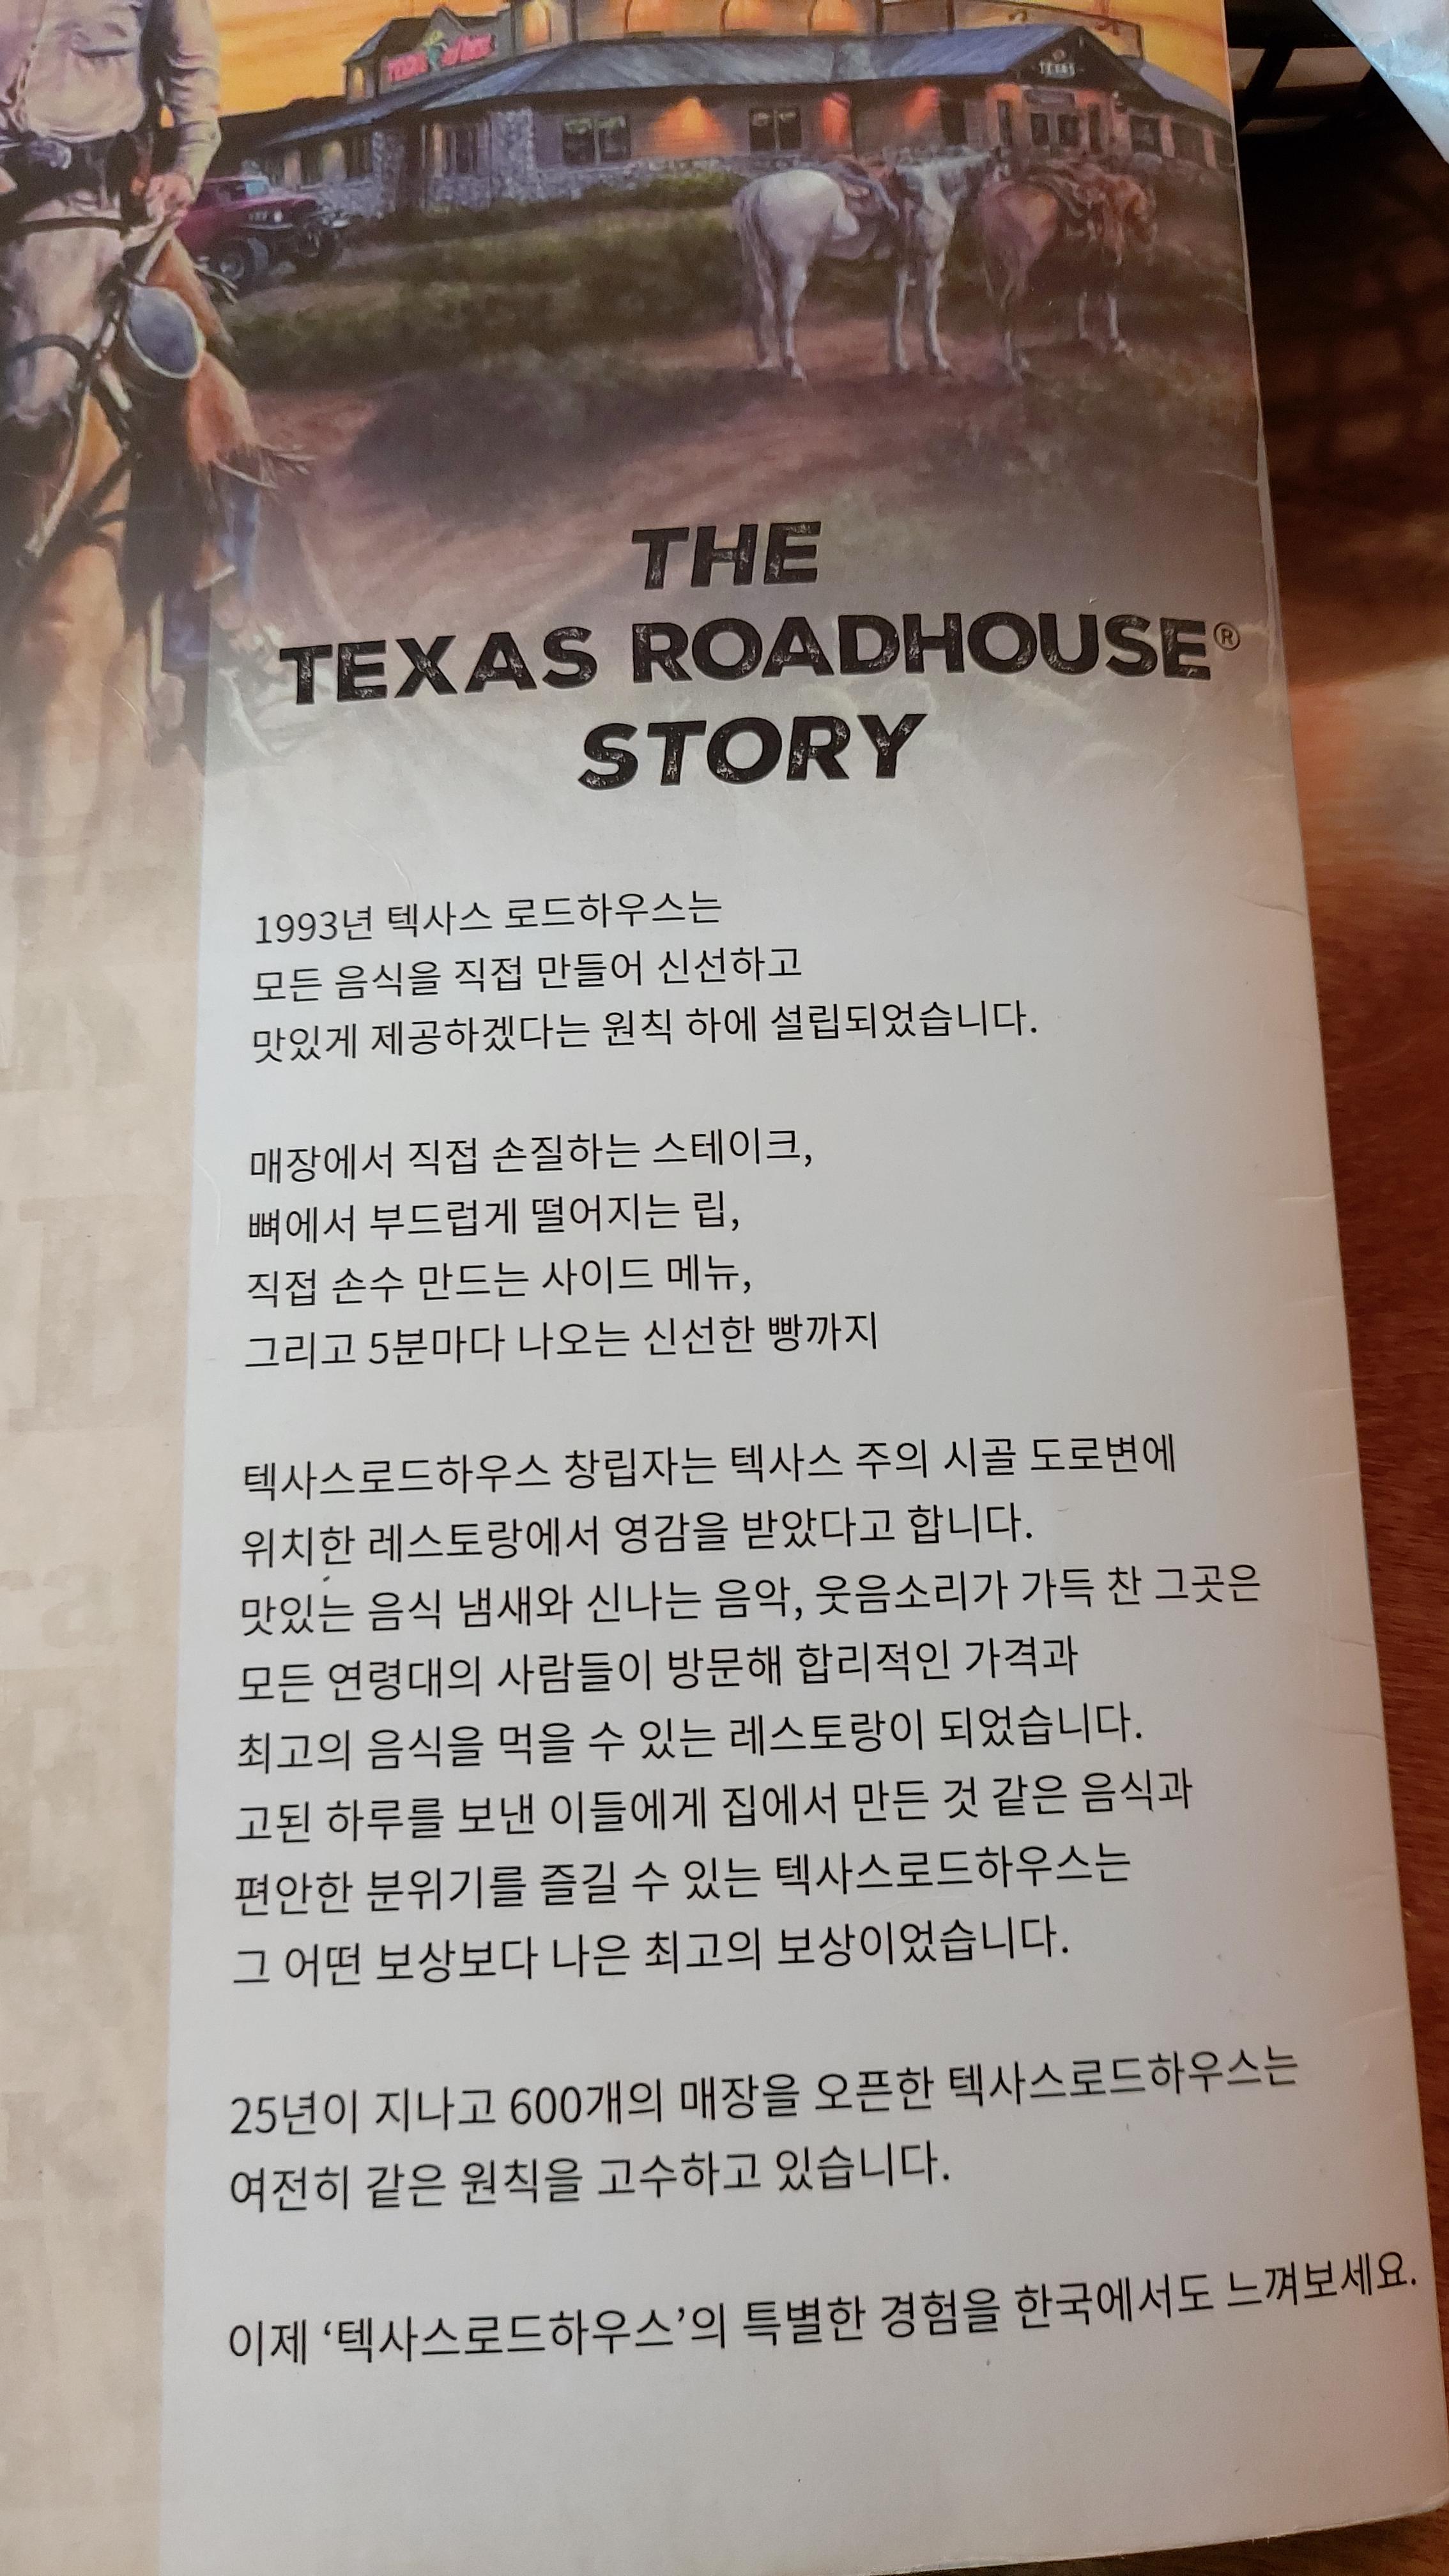 THE
TEXAS ROADHOUSE®
STORY
1993년 텍사스 로드하우스는
모든 음식을 직접 만들어 신선하고
맛있게 제공하겠다는 원칙 하에 설립되었습니다.
매장에서 직접 손질하는 스테이크,
뼈에서 부드럽게 떨어지는 립,
직접 손수 만드는 사이드 메뉴,
그리고 5분마다 나오는 신선한 빵까지
텍사스로드하우스 창립자는 텍사스 주의 시골 도로변에
위치한 레스토랑에서 영감을 받았다고 합니다.
맛있는 음식 냄새와 신나는 음악, 웃음소리가 가득 찬 그곳은
모든 연령대의 사람들이 방문해 합리적인 가격과
최고의 음식을 먹을 수 있는 레스토랑이 되었습니다.
고된 하루를 보낸 이들에게 집에서 만든 것 같은 음식과
편안한 분위기를 즐길 수 있는 텍사스로드하우스는
그 어떤 보상보다 나은 최고의 보상이었습니다.
25년이 지나고 600개의 매장을 오픈한 텍사스로드하우스는
여전히 같은 원칙을 고수하고 있습니다.
이제 ‘텍사스로드하우스’의 특별한 경험을 한국에서도 느껴보세요.